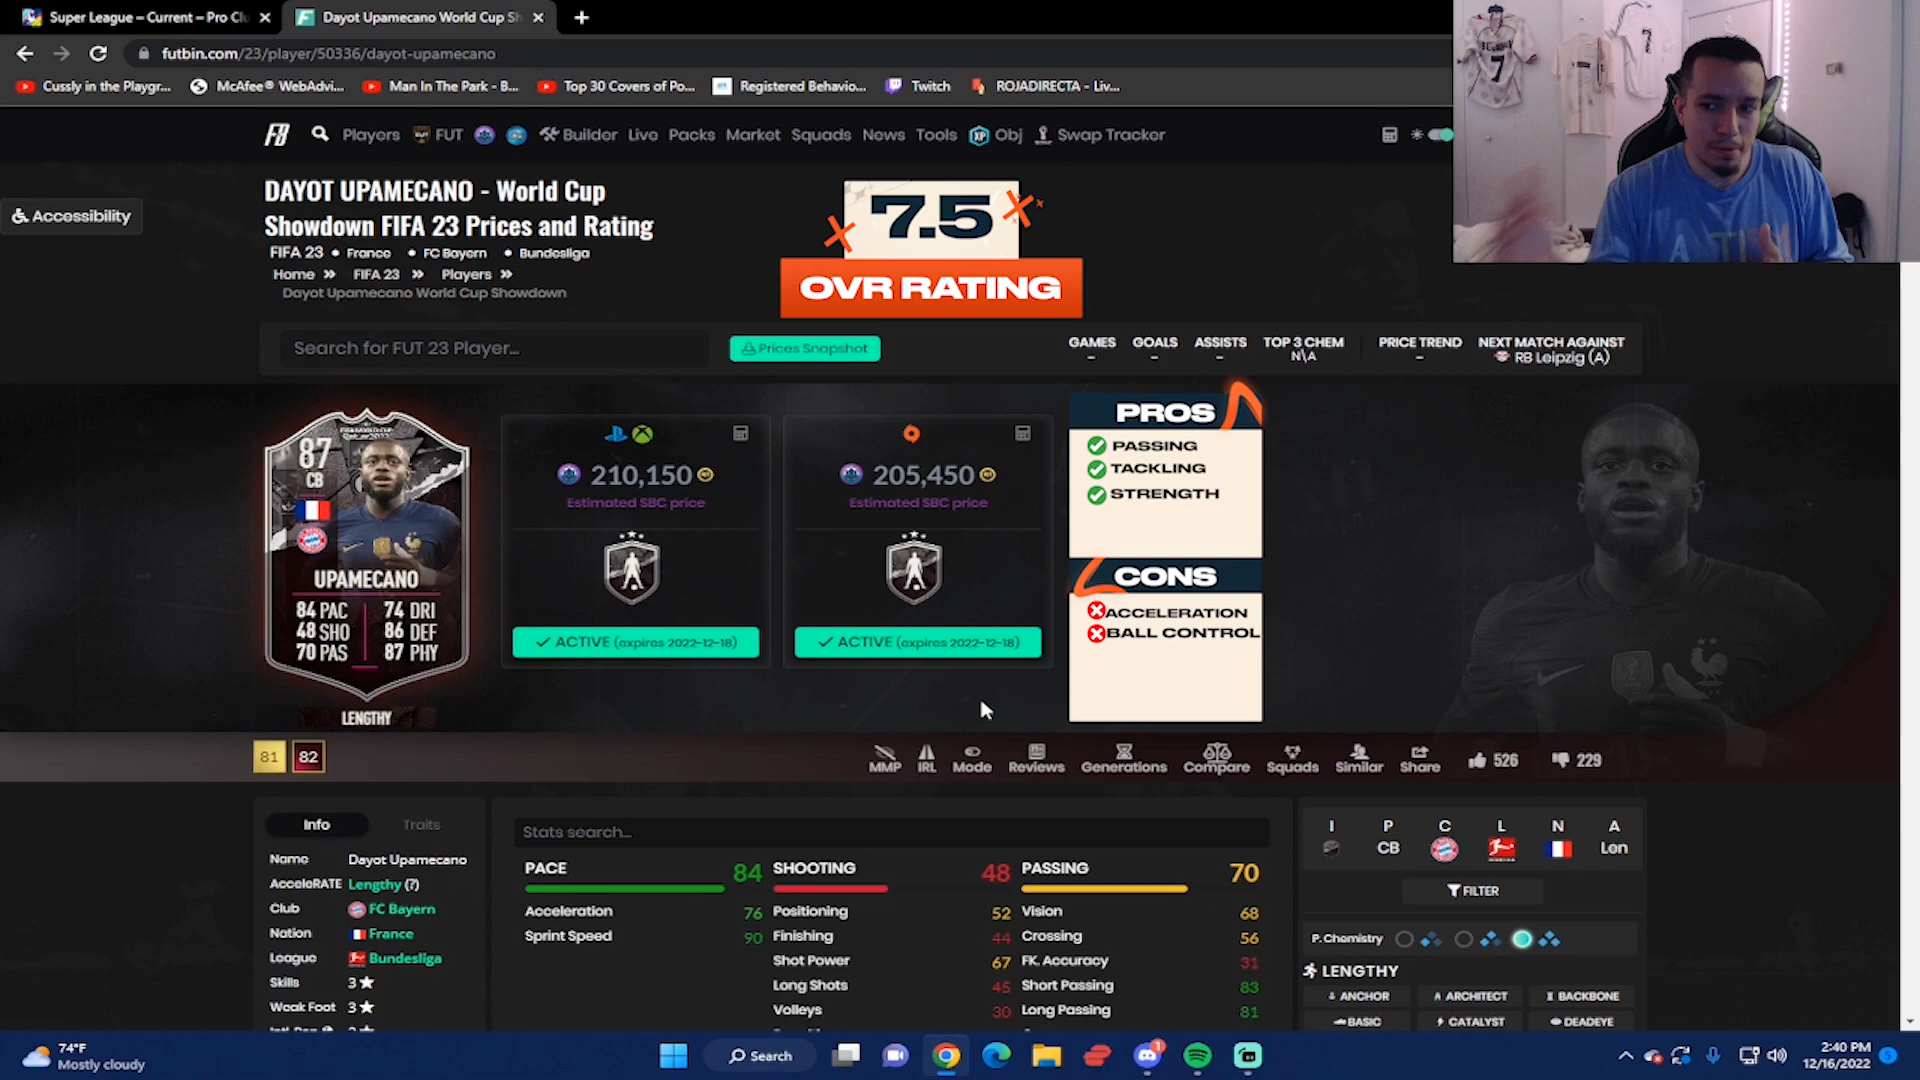 Super League – Current – Pro Clu
Dayot Upamecano World Cup Sh
futbin.com/23/player/50336/dayot-upamecano
Cussly in the Playgr...
McAfee® WebAdvi...
Man In The Park - B...
Top 30 Covers of Po...
Registered Behavio...
Twitch
ROJADIRECTA - Liv...
FB
Players
FUT
Builder
Live
Packs
Market
Squads
News
Tools
Obj
Swap Tracker
Accessibility
DAYOT UPAMECANO - World Cup
Showdown FIFA 23 Prices and Rating
FIFA 23 • France • FC Bayern • Bundesliga
Home » FIFA 23 » Players »
Dayot Upamecano World Cup Showdown
7.5
OVR RATING
Search for FUT 23 Player...
Prices Snapshot
GAMES
-
GOALS
-
ASSISTS
-
TOP 3 CHEM
N\A
PRICE TREND
-
NEXT MATCH AGAINST
RB Leipzig (A)
87
CB
UPAMECANO
84 PAC 74 DRI
48 SHO 86 DEF
70 PAS 87 PHY
LENGTHY
210,150
Estimated SBC price
ACTIVE (expires 2022-12-18)
205,450
Estimated SBC price
ACTIVE (expires 2022-12-18)
PROS
PASSING
TACKLING
STRENGTH
CONS
ACCELERATION
BALL CONTROL
81 82
MMP
IRL
Mode
Reviews
Generations
Compare
Squads
Similar
Share
526
229
Info
Traits
Name Dayot Upamecano
AcceleRATE Lengthy (?)
Club FC Bayern
Nation France
League Bundesliga
Skills 3
Weak Foot 3
Stats search...
PACE 84
Acceleration 76
Sprint Speed 90
SHOOTING 48
Positioning 52
Finishing 44
Shot Power 67
Long Shots 45
Volleys 30
PASSING 70
Vision 68
Crossing 56
FK. Accuracy 31
Short Passing 83
Long Passing 81
I P C L N A
CB Len
FILTER
P. Chemistry
LENGTHY
ANCHOR ARCHITECT BACKBONE
BASIC CATALYST DEADEYE
74°F
Mostly cloudy
Search
1
2:40 PM
12/16/2022
5